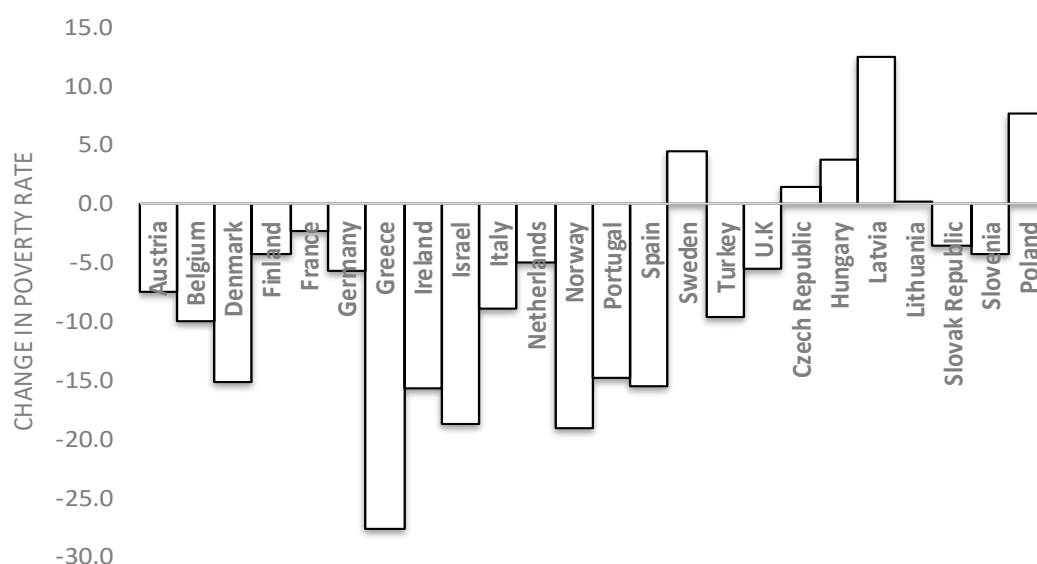 15.0
10.0
5.0
0.0
-5.0
-10.0
-15.0
-20.0
-25.0
-30.0
CHANGE IN POVERTY RATE
Austria
Belgium
Denmark
Finland
France
Germany
Greece
Ireland
Israel
Italy
Netherlands
Norway
Portugal
Spain
Sweden
Turkey
U.K
Czech Republic
Hungary
Latvia
Lithuania
Slovak Republic
Slovenia
Poland